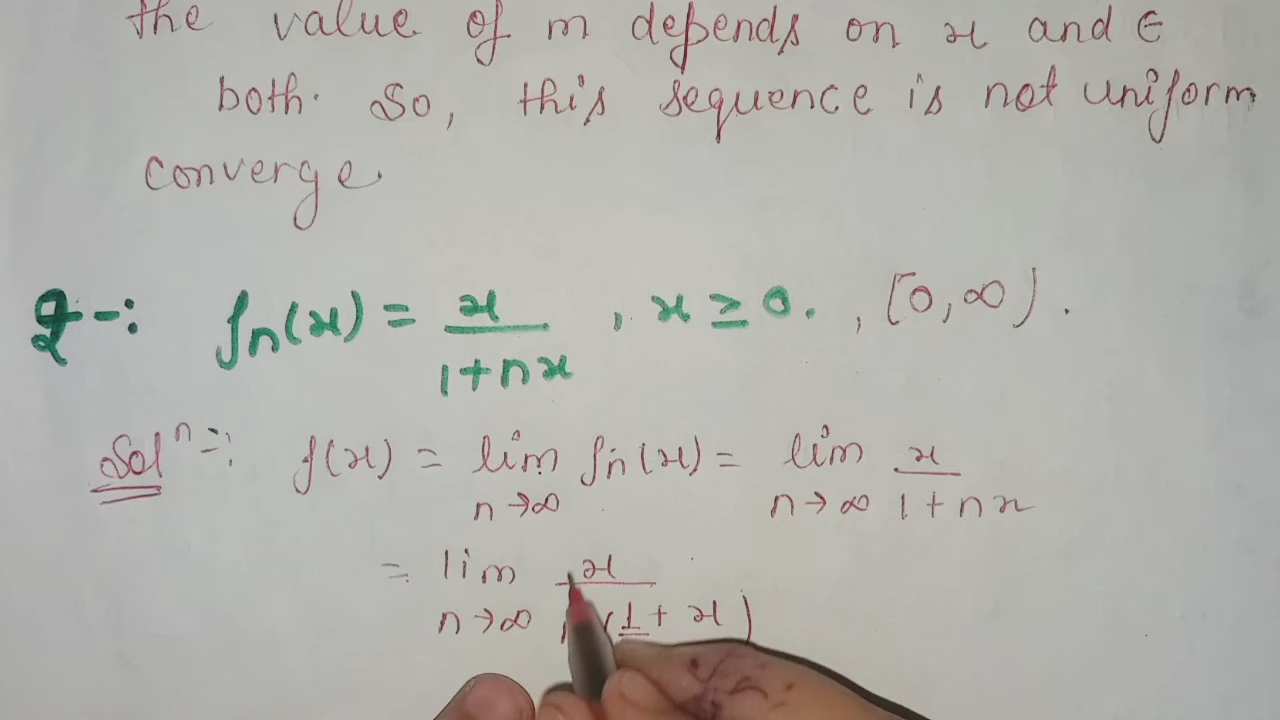 the value of m depends on x and ∈
both. So, this sequence is not uniform
converge.
Q-: fn(x) = x/(1+nx) , x ≥ 0. , [0,∞).
Solⁿ-: f(x) = lim n→∞ fn(x) = lim n→∞ x/(1+nx)
= lim n→∞ x/( (1 + x)